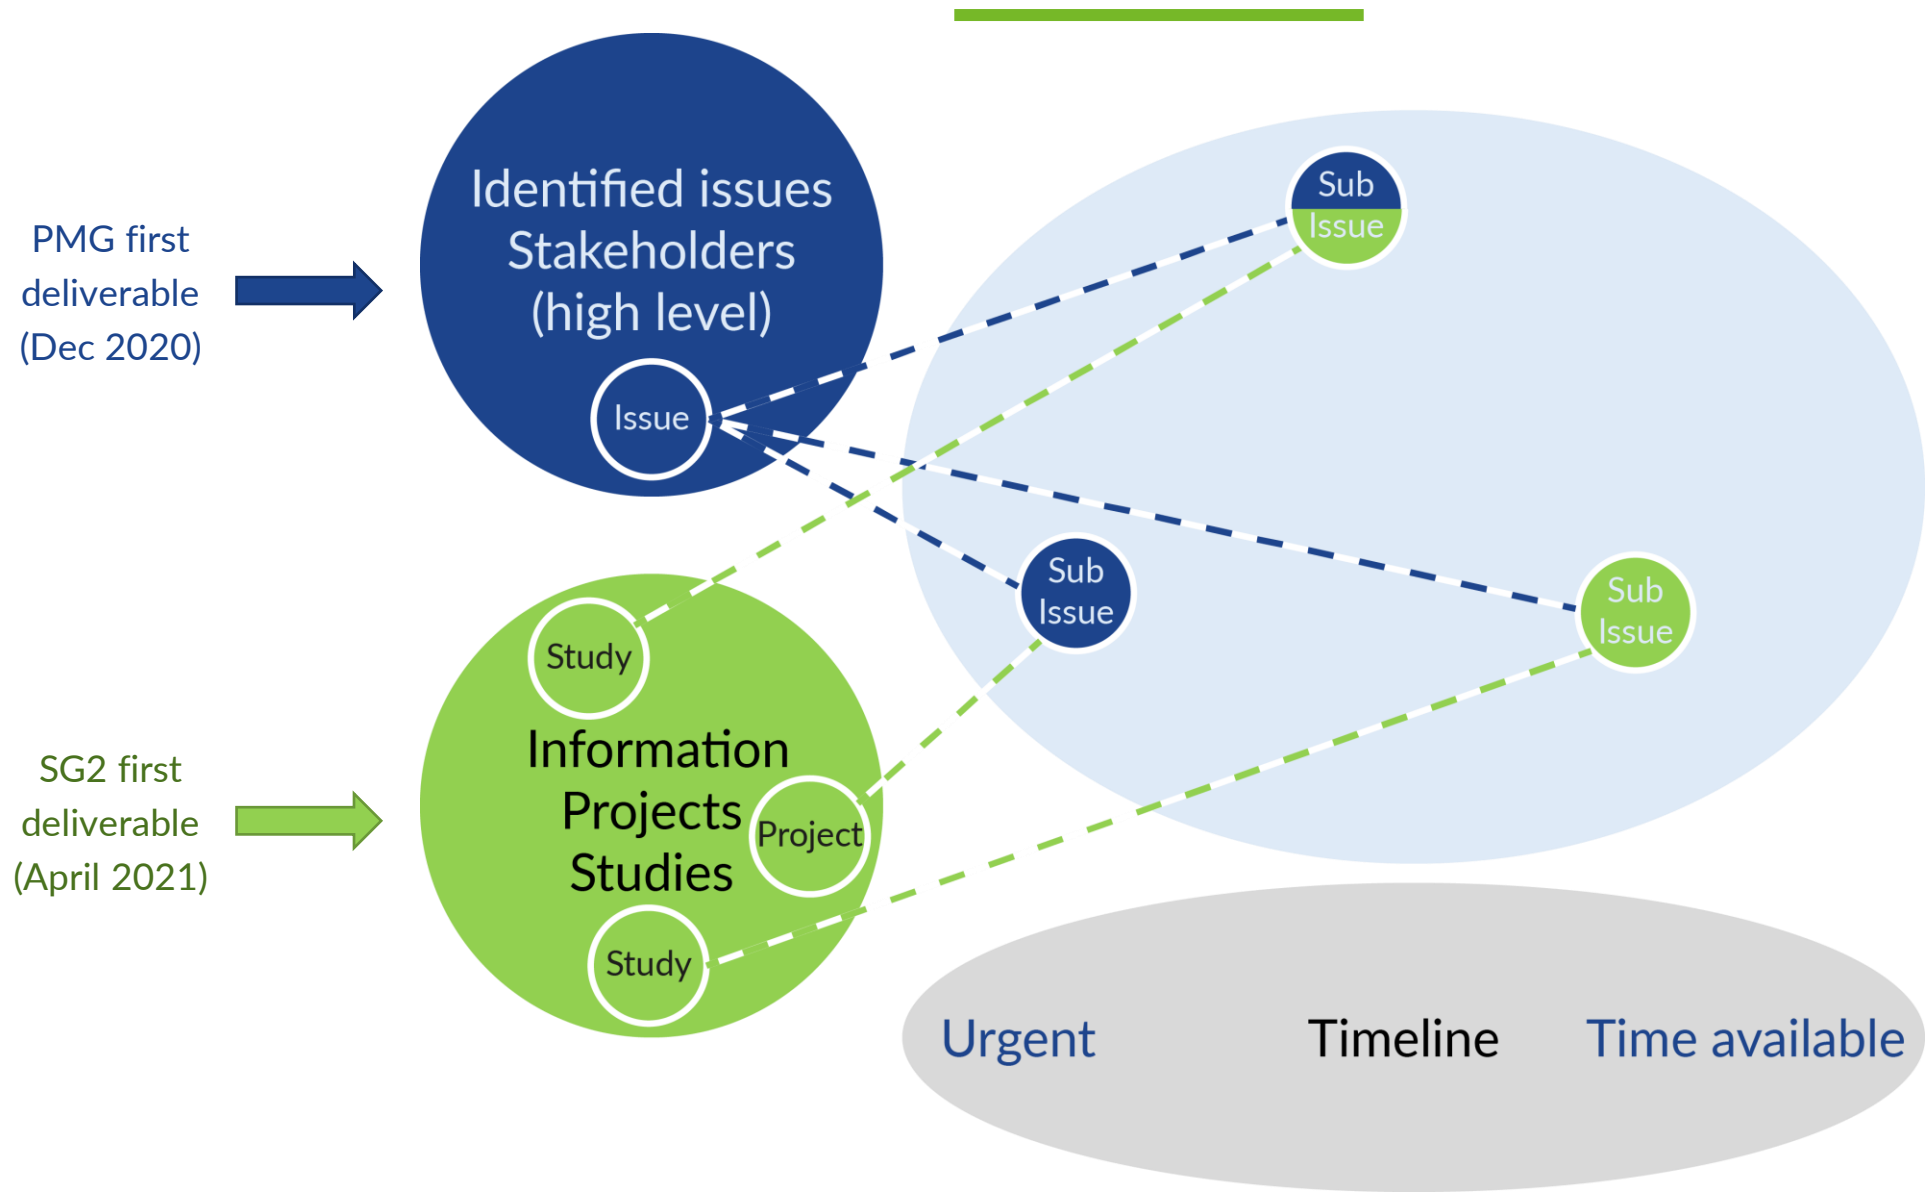 PMG first
deliverable
(Dec 2020)
Identified issues
Stakeholders
(high level)
Issue
Sub
Issue
Sub
Issue
Sub
Issue
SG2 first
deliverable
(April 2021)
Study
Information
Projects
Studies
Project
Study
Urgent
Timeline
Time available